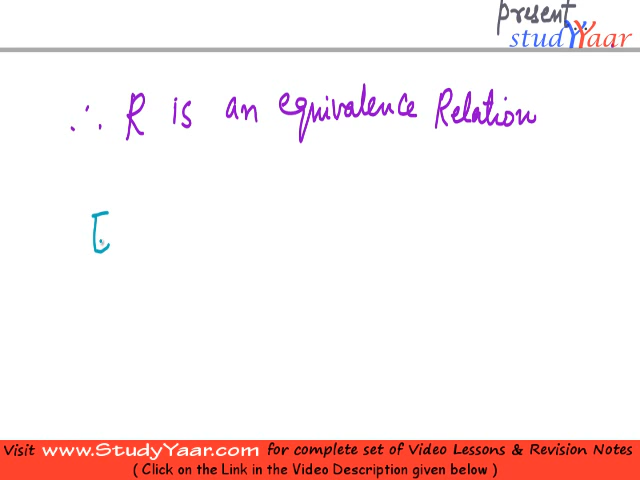 present
studyYaar
∴ R is an equivalence Relation
[
Visit www.StudyYaar.com for complete set of Video Lessons & Revision Notes
( Click on the Link in the Video Description given below )